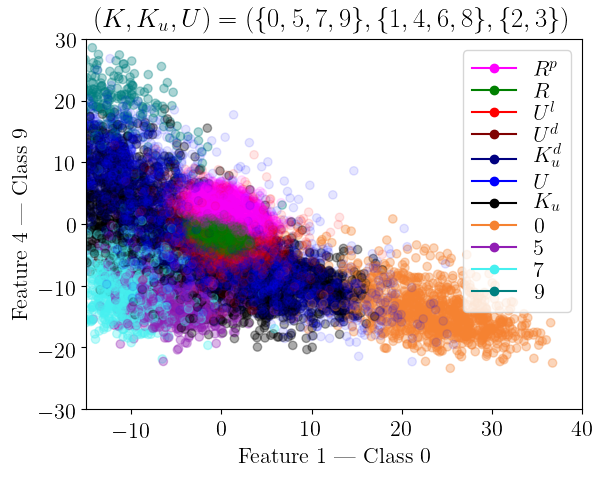 (K, K_u, U) = ({0, 5, 7, 9}, {1, 4, 6, 8}, {2, 3})
30
20
10
0
−10
−20
−30
Feature 4 — Class 9
−10
0
10
20
30
40
Feature 1 — Class 0
R^p
R
U^l
U^d
K_u^d
U
K_u
0
5
7
9